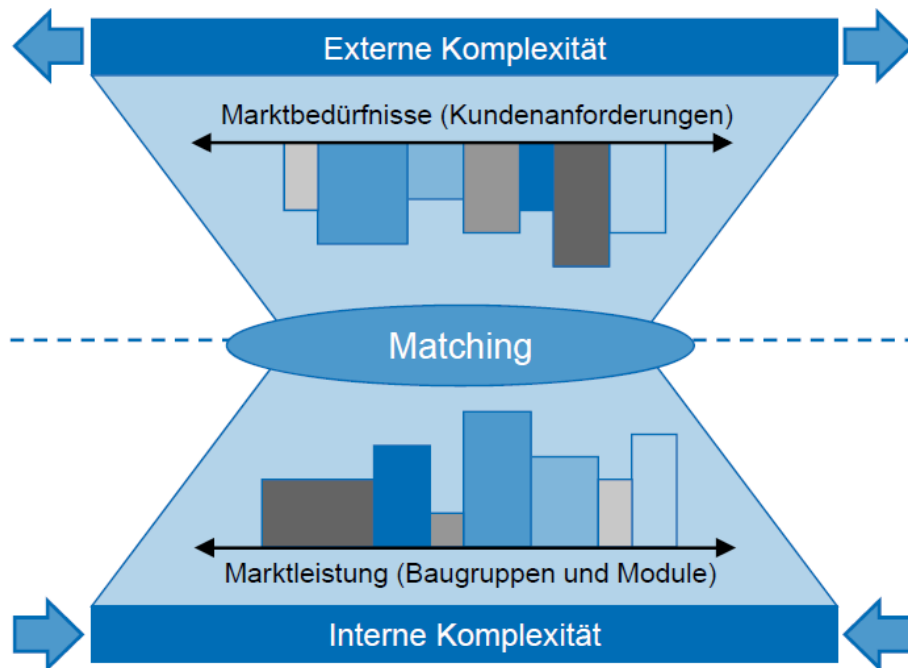 Externe Komplexität
Marktbedürfnisse (Kundenanforderungen)
Matching
Marktleistung (Baugruppen und Module)
Interne Komplexität